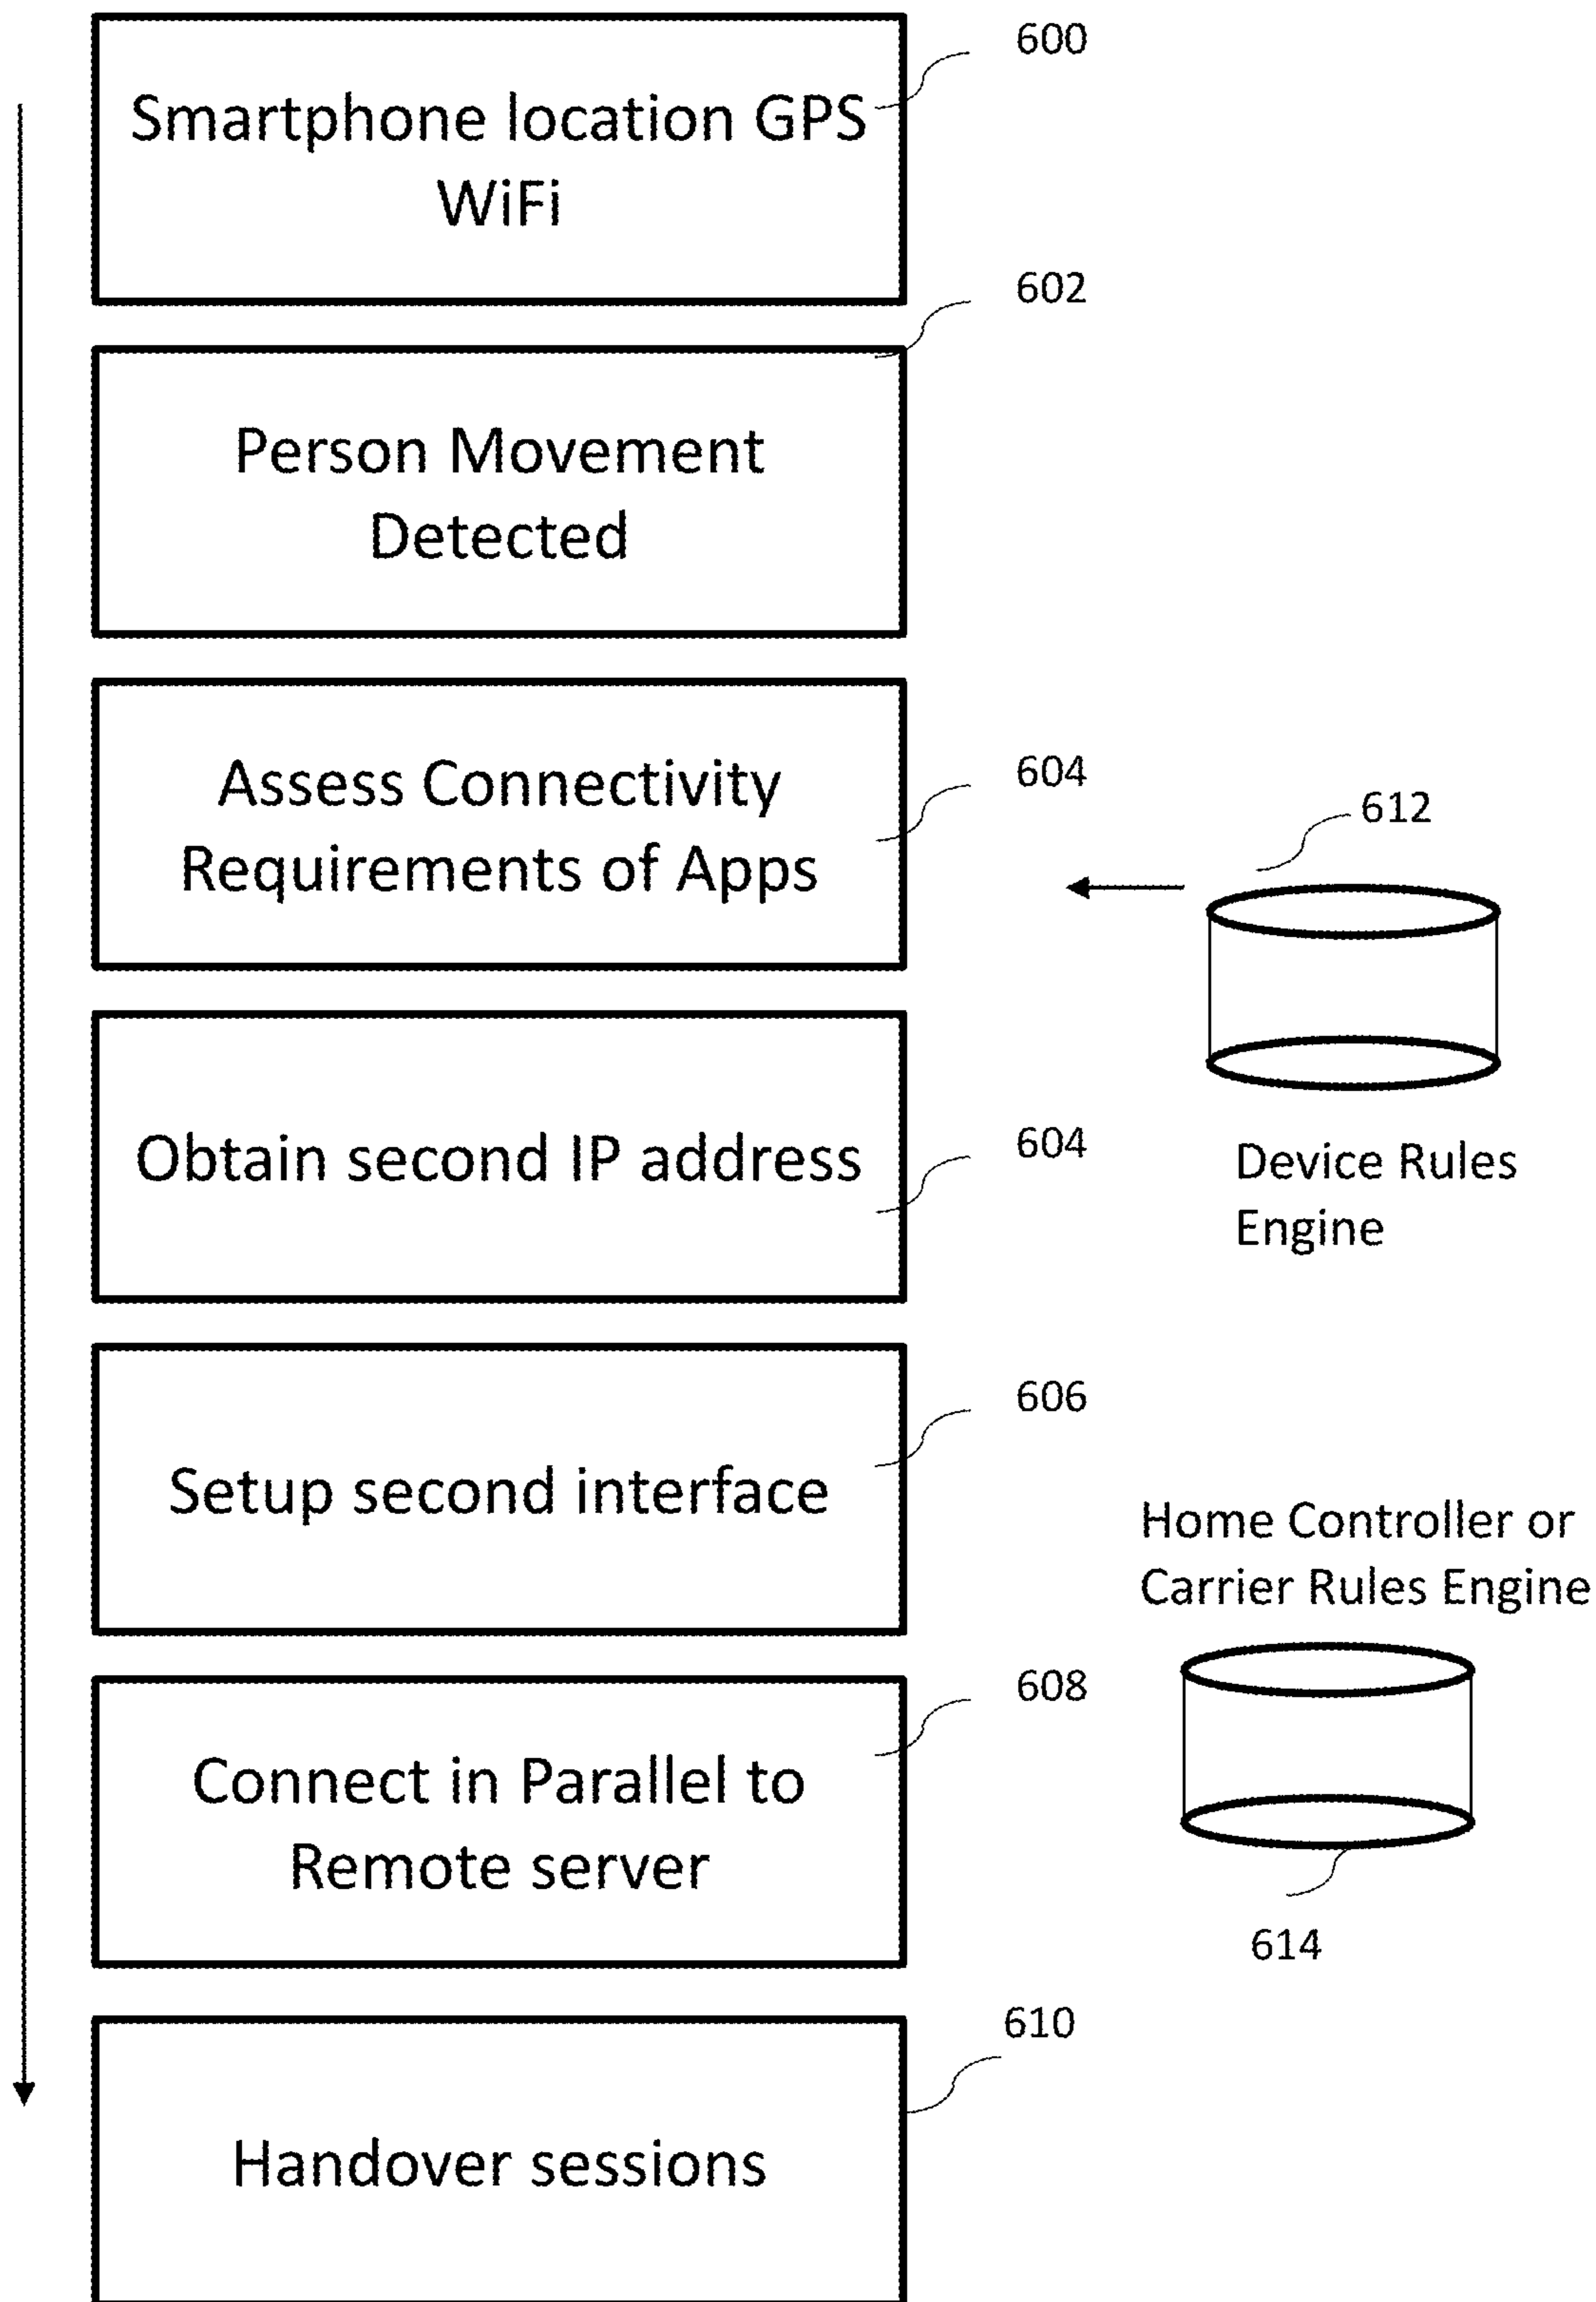 600
Smartphone location GPS
WiFi
602
Person Movement
Detected
604
Assess Connectivity
Requirements of Apps
612
604
Obtain second IP address
Device Rules
Engine
606
Setup second interface
Home Controller or
Carrier Rules Engine
608
Connect in Parallel to
Remote server
614
610
Handover sessions